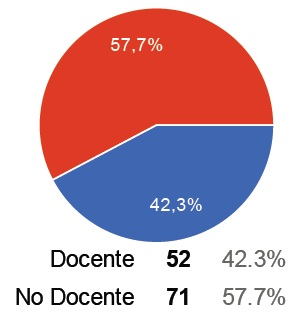 57,7%
42,3%
Docente 52 42.3%
No Docente 71 57.7%